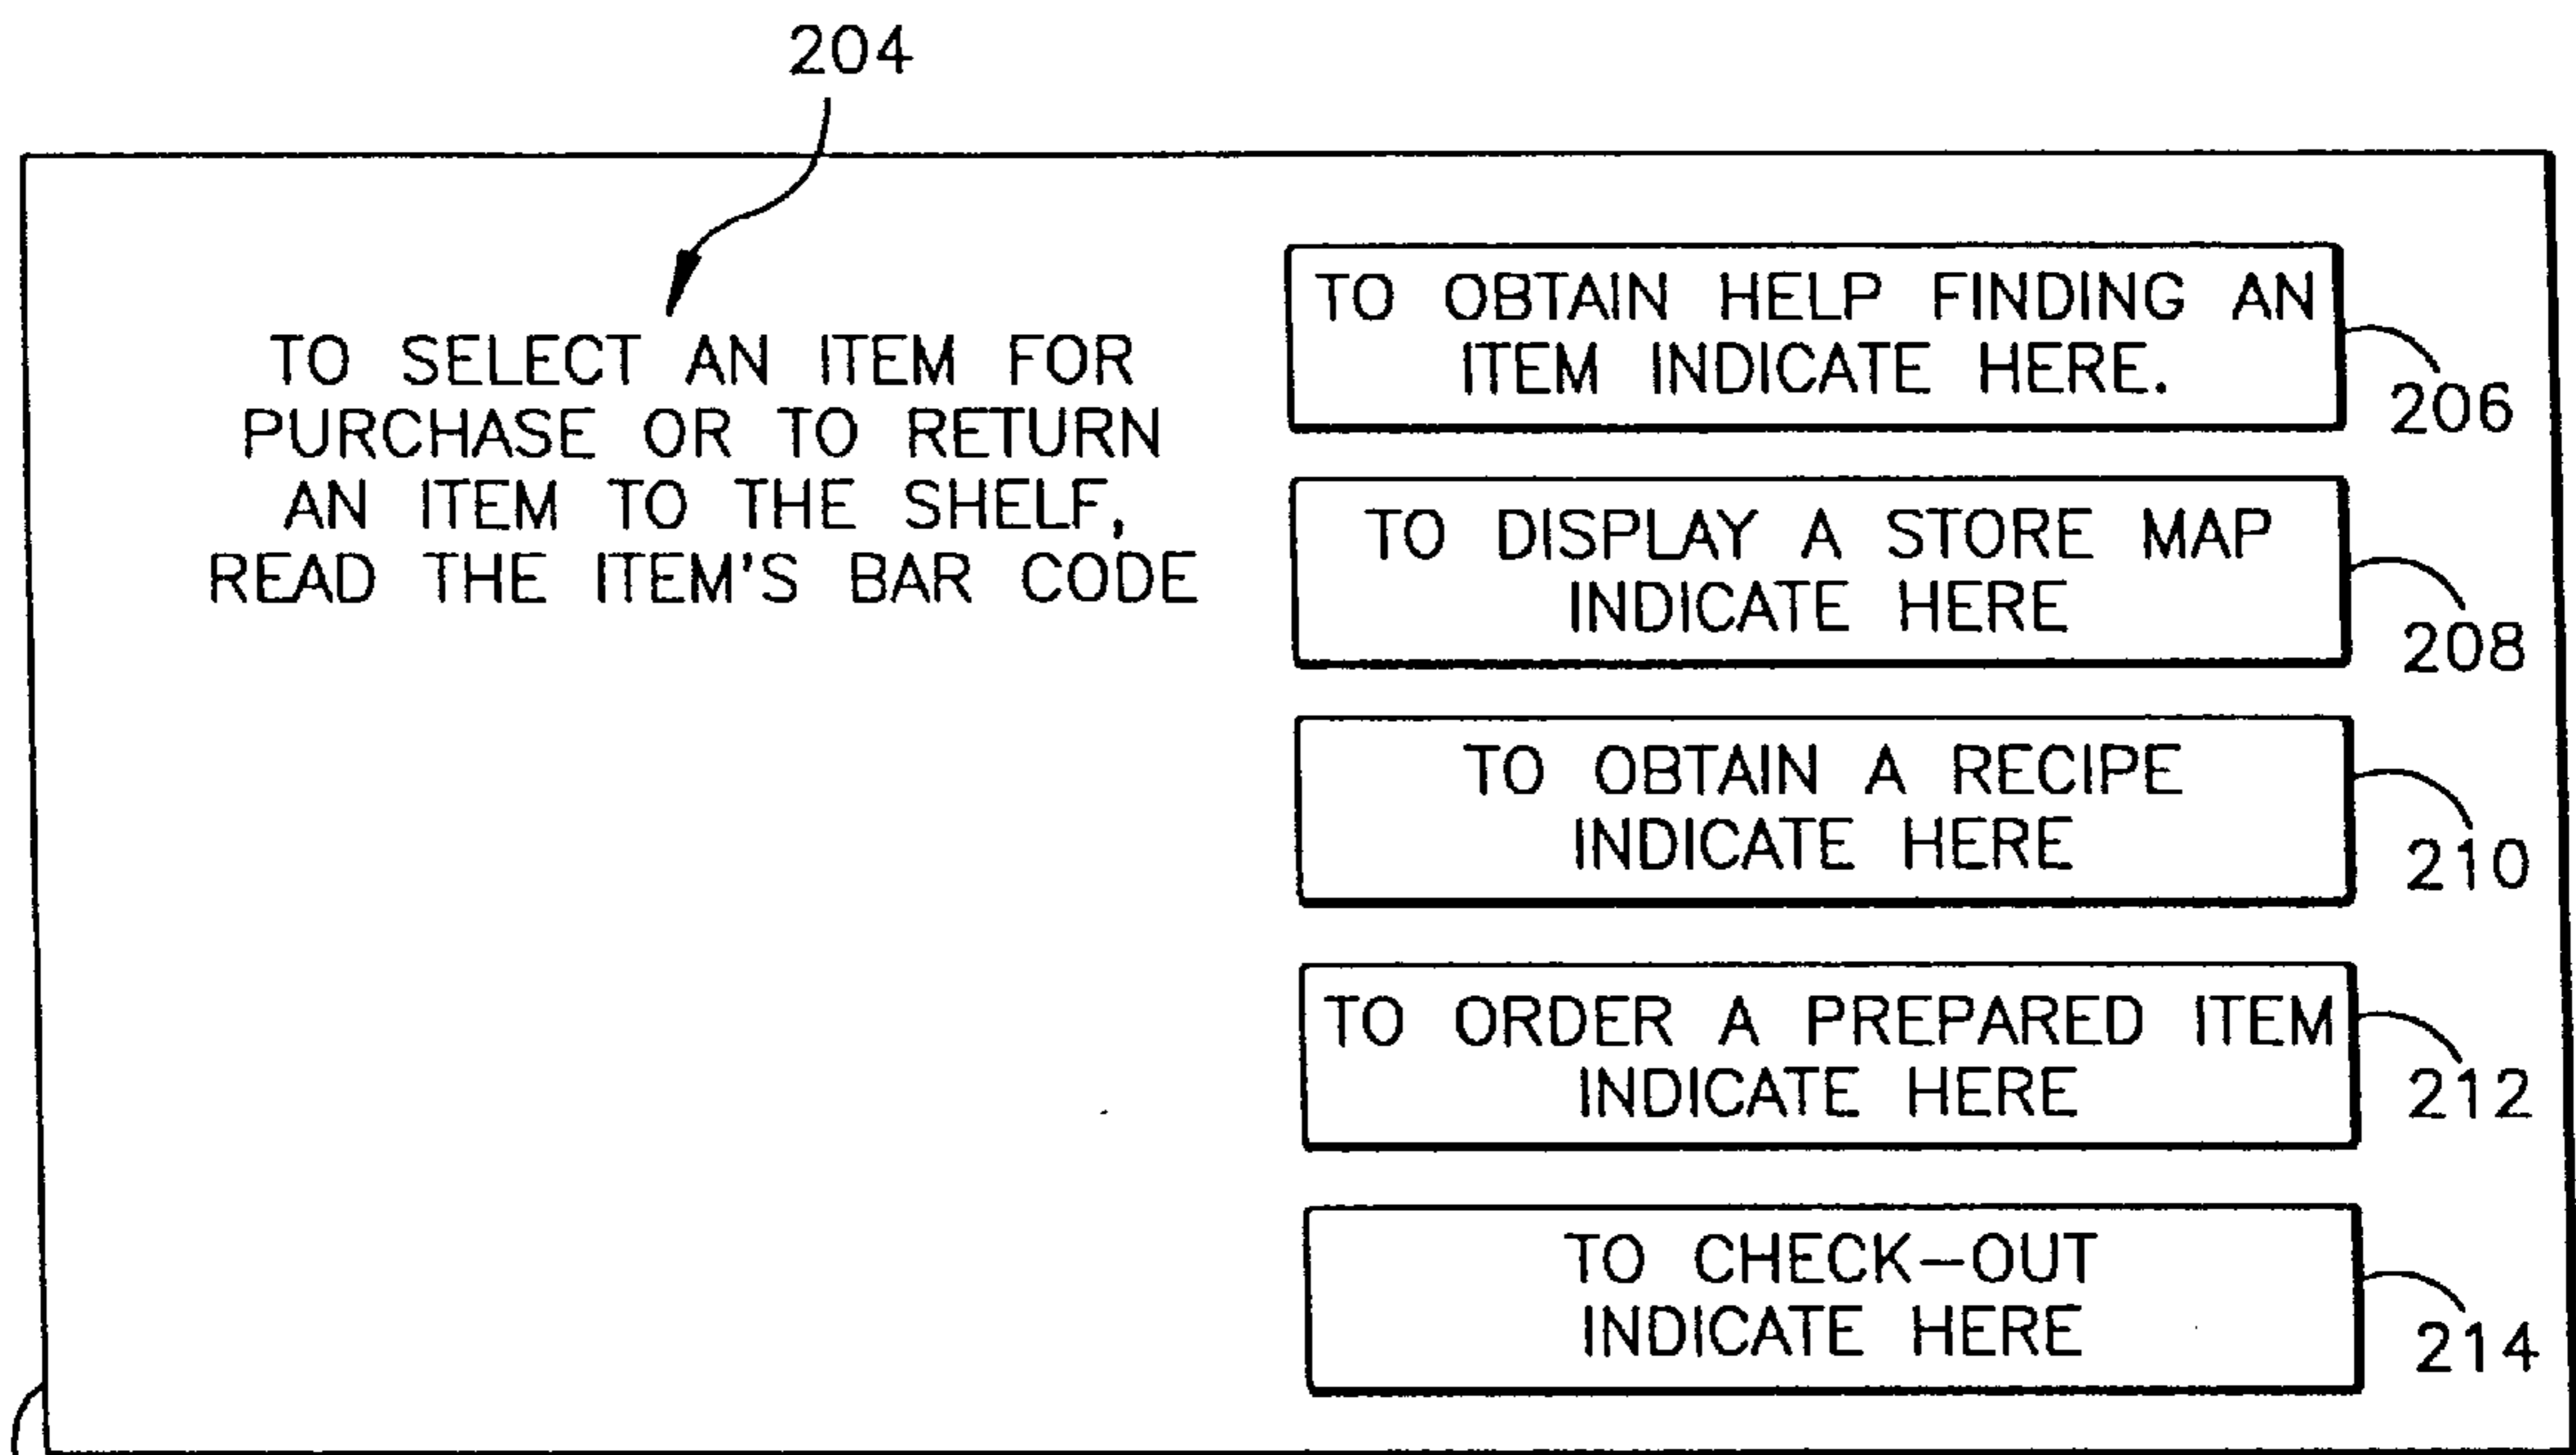 204
TO SELECT AN ITEM FOR
PURCHASE OR TO RETURN
AN ITEM TO THE SHELF,
READ THE ITEM'S BAR CODE
TO OBTAIN HELP FINDING AN
ITEM INDICATE HERE.
206
TO DISPLAY A STORE MAP
INDICATE HERE
208
TO OBTAIN A RECIPE
INDICATE HERE
210
TO ORDER A PREPARED ITEM
INDICATE HERE
212
TO CHECK-OUT
INDICATE HERE
214